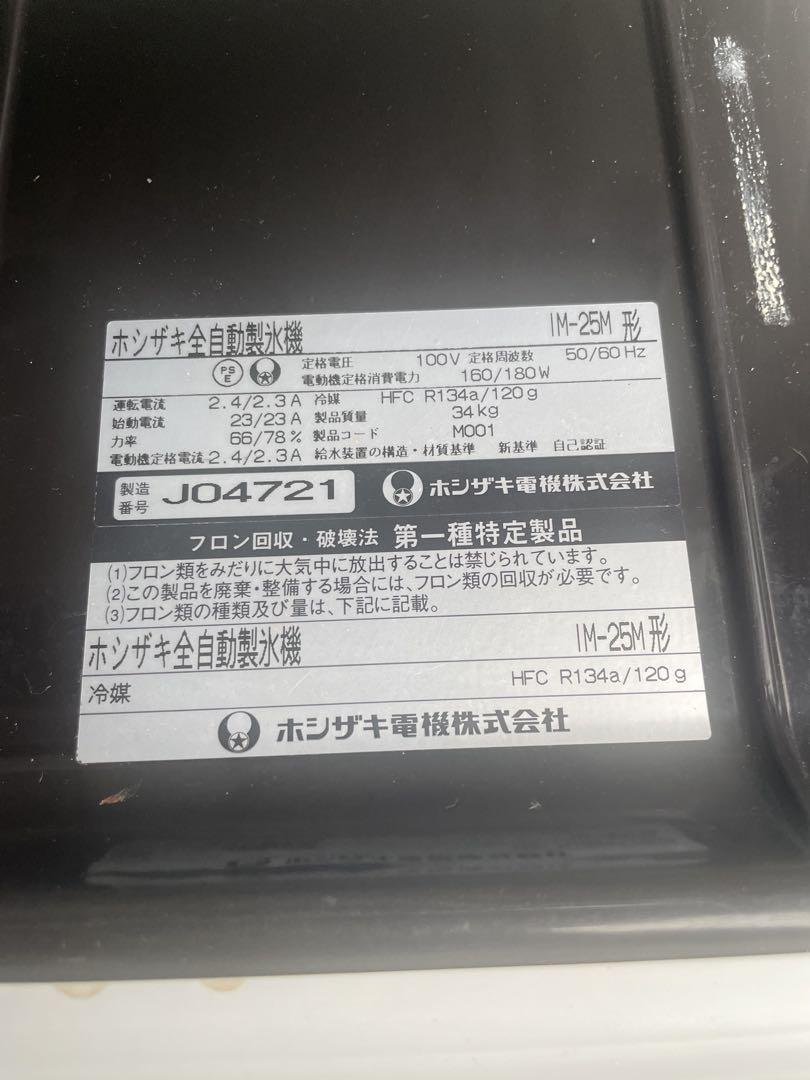 ホシザキ全自動製氷機 IM-25M 形
PS E 定格電圧 100V 定格周波数 50/60Hz
電動機定格消費電力 160/180W
運転電流 2.4/2.3A 冷媒 HFC R134a/120g
始動電流 23/23A 製品質量 34kg
力率 66/78% 製品コード M001
電動機定格電流 2.4/2.3A 給水装置の構造・材質基準 新基準 自己認証
製造番号 J04721 ホシザキ電機株式会社
フロン回収・破壊法 第一種特定製品
(1)フロン類をみだりに大気中に放出することは禁じられています。
(2)この製品を廃棄・整備する場合には、フロン類の回収が必要です。
(3)フロン類の種類及び量は、下記に記載。
ホシザキ全自動製氷機 IM-25M 形
冷媒 HFC R134a/120g
ホシザキ電機株式会社